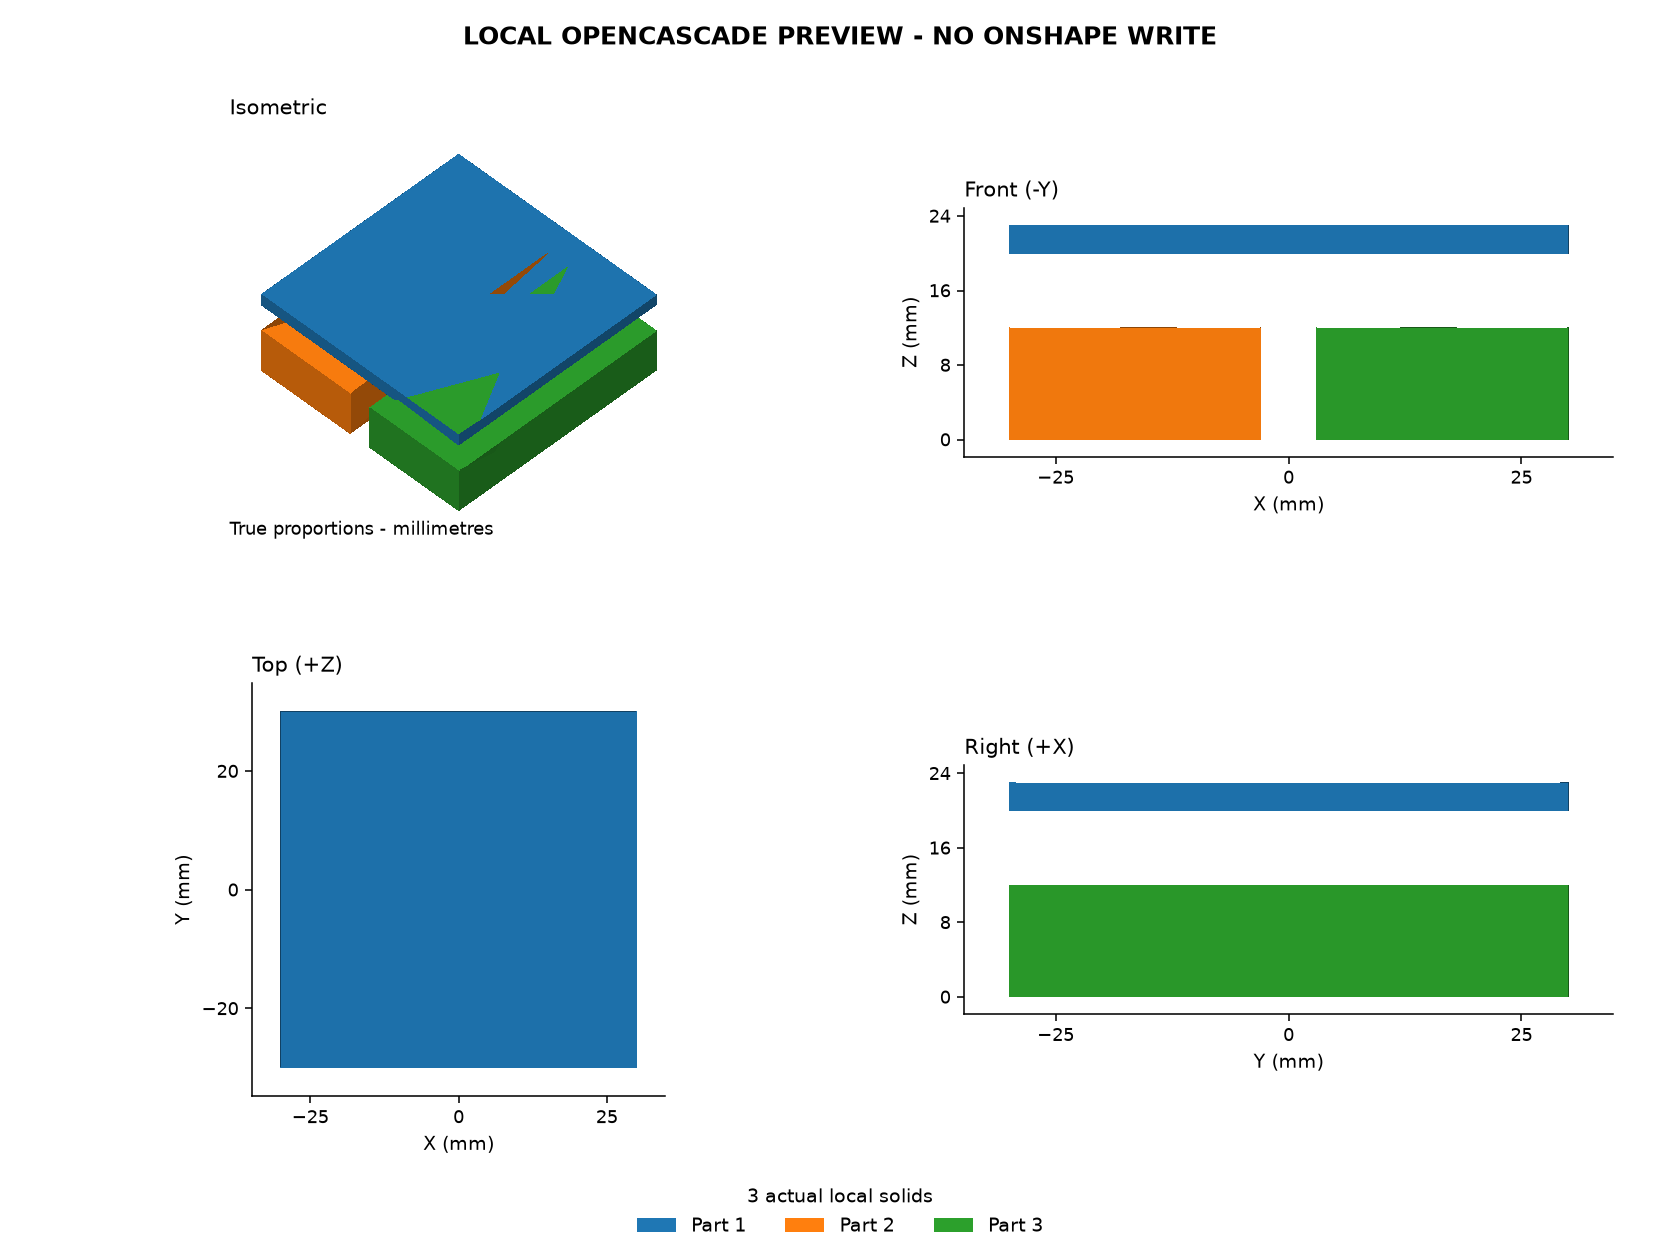 LOCAL OPENCASCADE PREVIEW - NO ONSHAPE WRITE
Isometric
True proportions - millimetres
Front (-Y)
24
16
8
0
Z (mm)
−25
0
25
X (mm)
Top (+Z)
20
0
−20
Y (mm)
−25
0
25
X (mm)
Right (+X)
24
16
8
0
Z (mm)
−25
0
25
Y (mm)
3 actual local solids
Part 1
Part 2
Part 3